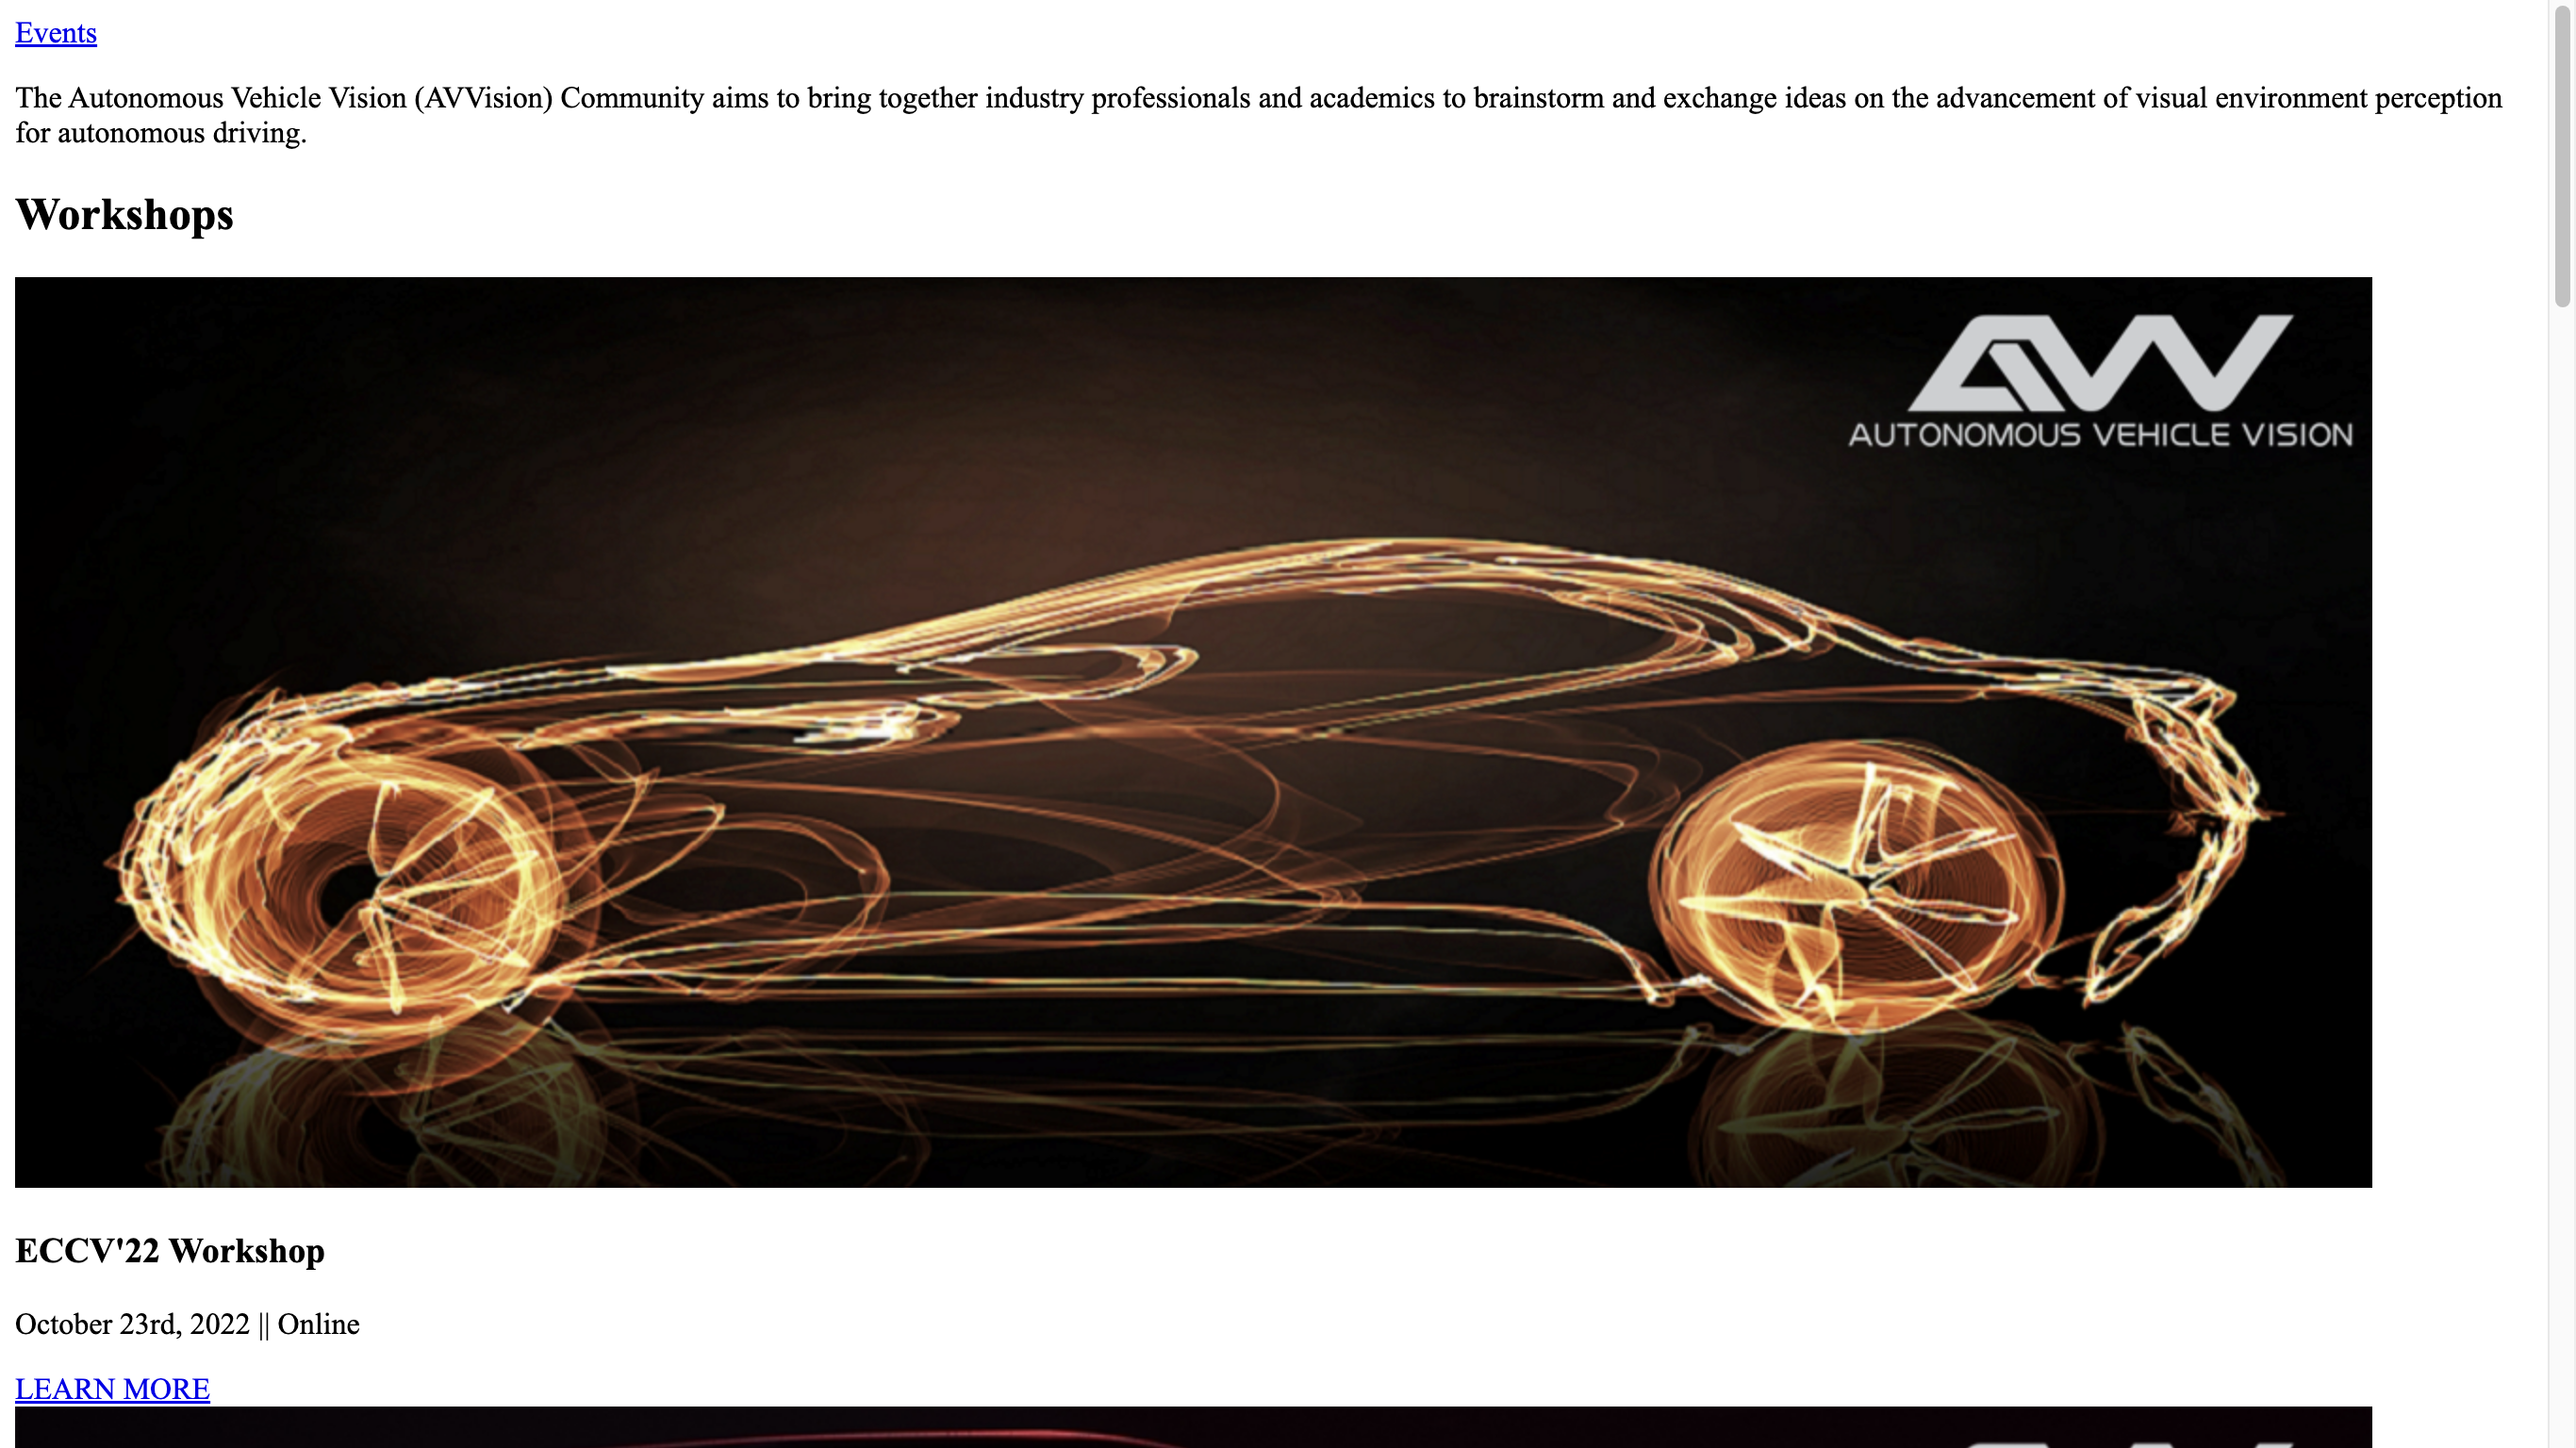 Events
The Autonomous Vehicle Vision (AVVision) Community aims to bring together industry professionals and academics to brainstorm and exchange ideas on the advancement of visual environment perception
for autonomous driving.
Workshops
AVV
AUTONOMOUS VEHICLE VISION
ECCV'22 Workshop
October 23rd, 2022 || Online
LEARN MORE